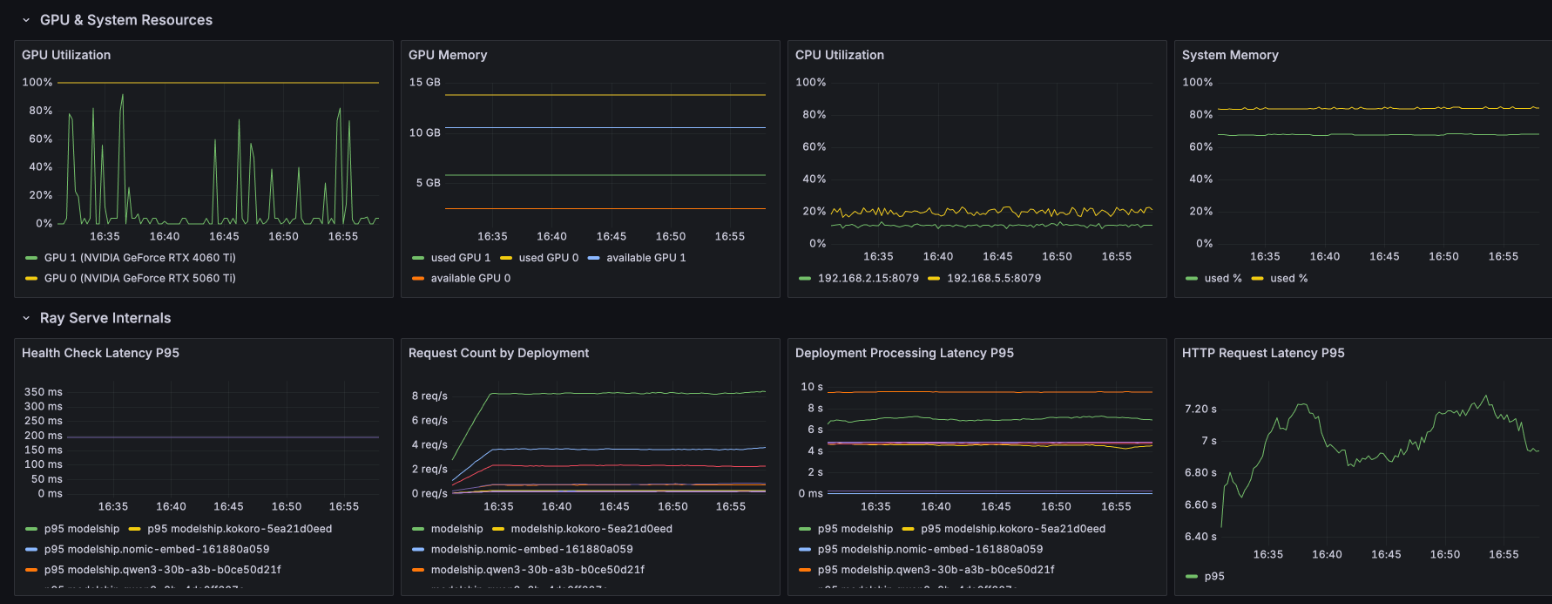 GPU & System Resources
GPU Utilization
100%
80%
60%
40%
20%
0%
16:35 16:40 16:45 16:50 16:55
GPU 1 (NVIDIA GeForce RTX 4060 Ti)
GPU 0 (NVIDIA GeForce RTX 5060 Ti)
GPU Memory
15 GB
10 GB
5 GB
16:35 16:40 16:45 16:50 16:55
used GPU 1 used GPU 0 available GPU 1
available GPU 0
CPU Utilization
100%
80%
60%
40%
20%
0%
16:35 16:40 16:45 16:50 16:55
192.168.2.15:8079 192.168.5.5:8079
System Memory
100%
80%
60%
40%
20%
0%
16:35 16:40 16:45 16:50 16:55
used % used %
Ray Serve Internals
Health Check Latency P95
350 ms
300 ms
250 ms
200 ms
150 ms
100 ms
50 ms
0 ms
16:35 16:40 16:45 16:50 16:55
p95 modelship p95 modelship.kokoro-5ea21d0eed
p95 modelship.nomic-embed-161880a059
p95 modelship.qwen3-30b-a3b-b0ce50d21f
Request Count by Deployment
8 req/s
6 req/s
4 req/s
2 req/s
0 req/s
16:35 16:40 16:45 16:50 16:55
modelship modelship.kokoro-5ea21d0eed
modelship.nomic-embed-161880a059
modelship.qwen3-30b-a3b-b0ce50d21f
Deployment Processing Latency P95
10 s
8 s
6 s
4 s
2 s
0 ms
16:35 16:40 16:45 16:50 16:55
p95 modelship p95 modelship.kokoro-5ea21d0eed
p95 modelship.nomic-embed-161880a059
p95 modelship.qwen3-30b-a3b-b0ce50d21f
HTTP Request Latency P95
7.20 s
7 s
6.80 s
6.60 s
6.40 s
16:35 16:40 16:45 16:50 16:55
p95